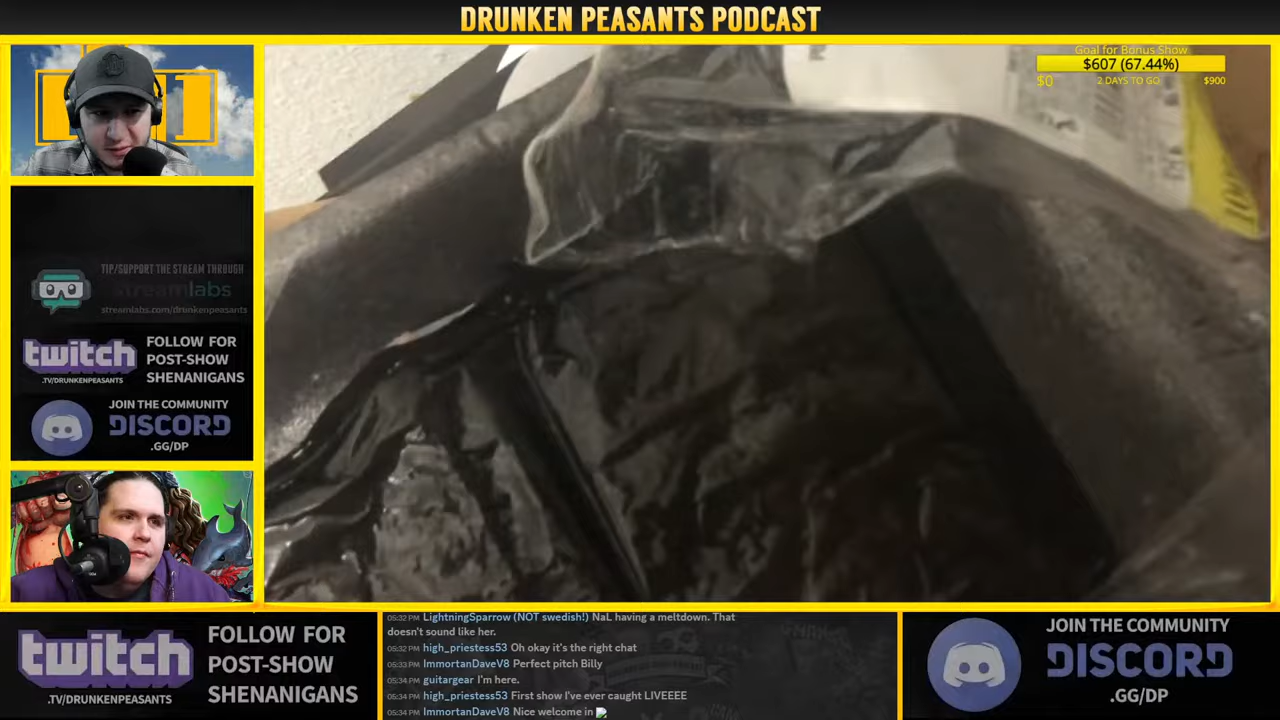 DRUNKEN PEASANTS PODCAST
Goal for Bonus Show
$607 (67.44%)
$0
2 DAYS TO GO
$900
TIP/SUPPORT THE STREAM THROUGH
streamlabs
streamlabs.com/drunkenpeasants
twitch
.TV/DRUNKENPEASANTS
FOLLOW FOR
POST-SHOW
SHENANIGANS
JOIN THE COMMUNITY
DISCORD
.GG/DP
twitch
.TV/DRUNKENPEASANTS
FOLLOW FOR
POST-SHOW
SHENANIGANS
05:32 PM LightningSparrow (NOT swedish!) NaL having a meltdown. That
doesn't sound like her.
05:32 PM high_priestess53 Oh okay it's the right chat
05:33 PM ImmortanDaveV8 Perfect pitch Billy
05:34 PM guitargear I'm here.
05:34 PM high_priestess53 First show I've ever caught LIVEEEE
05:34 PM ImmortanDaveV8 Nice welcome in
JOIN THE COMMUNITY
DISCORD
.GG/DP